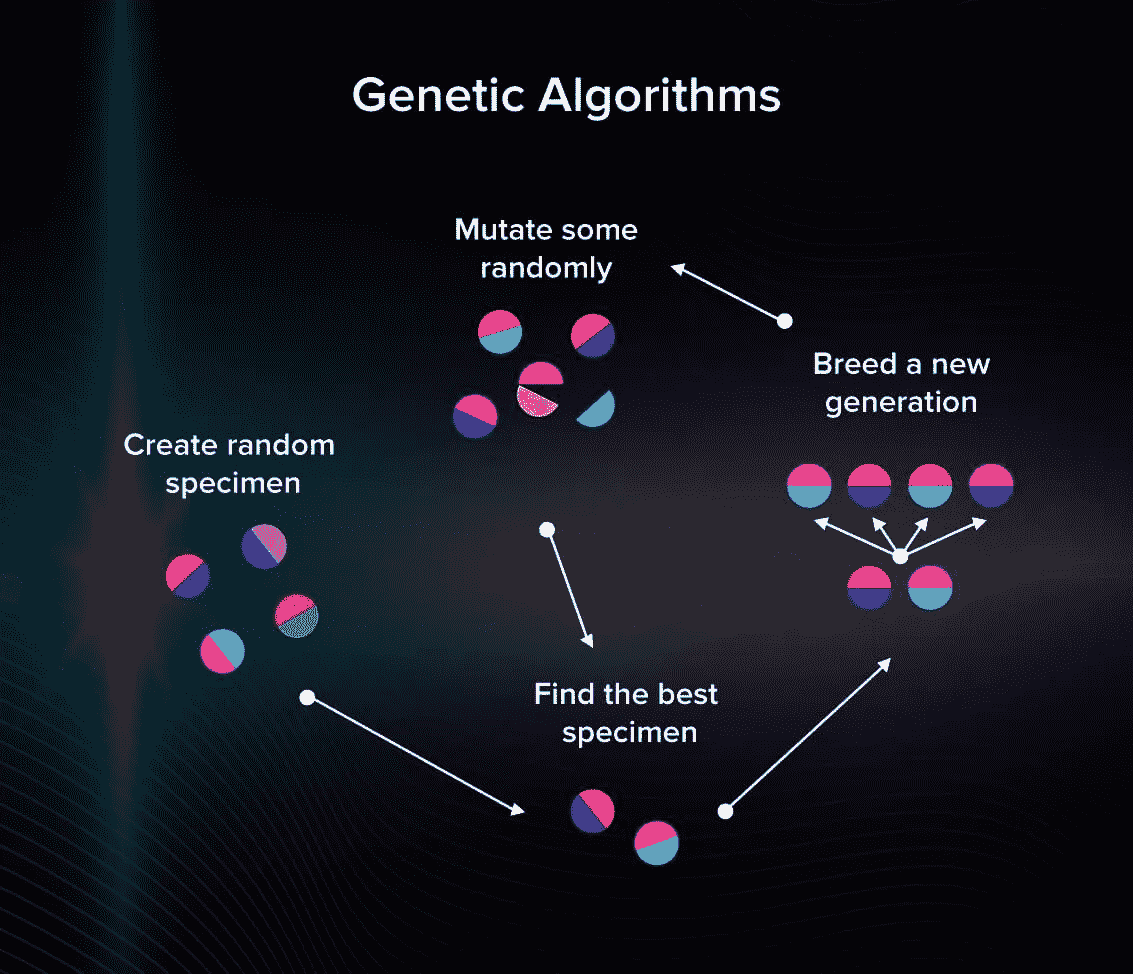 Genetic Algorithms
Mutate some
randomly
Breed a new
generation
Create random
specimen
Find the best
specimen